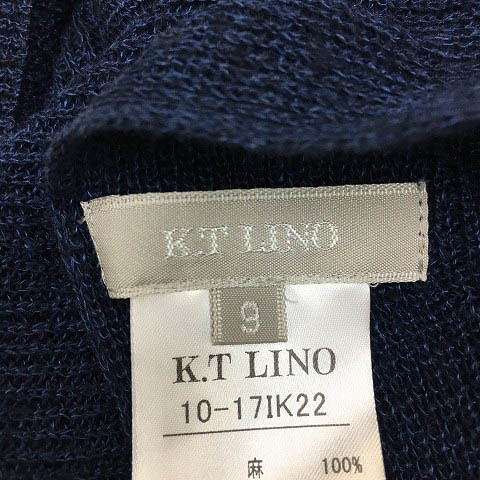 K.T LINO
9
K.T LINO
10-17IK22
麻 100%